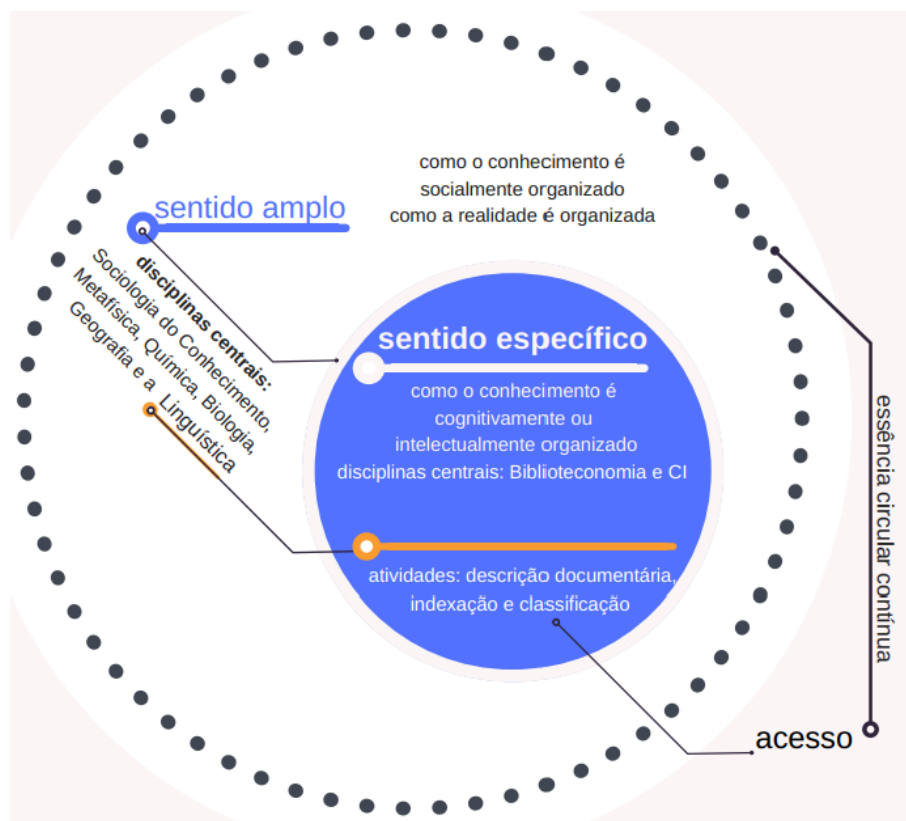 como o conhecimento é
socialmente organizado
como a realidade é organizada
sentido amplo
disciplinas centrais:
Sociologia do Conhecimento,
Metafísica, Química, Biologia,
Geografia e a Linguística
sentido específico
como o conhecimento é
cognitivamente ou
intelectualmente organizado
disciplinas centrais: Biblioteconomia e CI
atividades: descrição documentária,
indexação e classificação
essência circular contínua
acesso